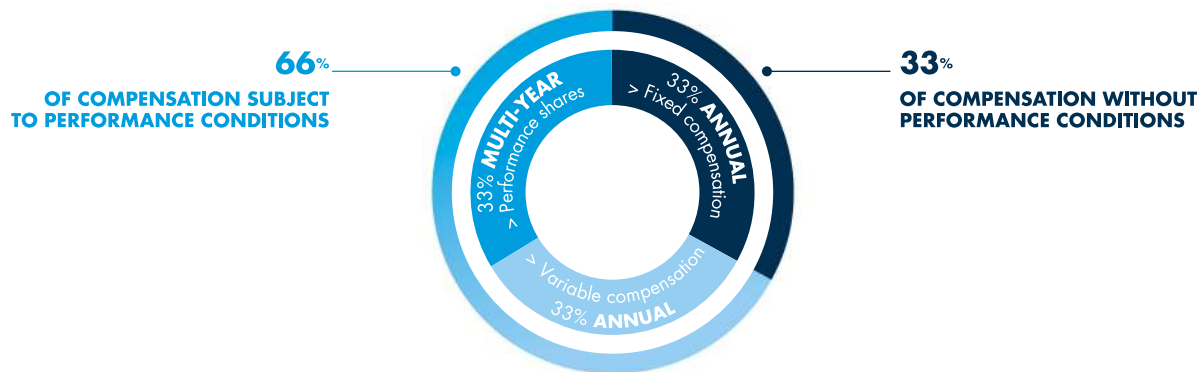 66%
OF COMPENSATION SUBJECT
TO PERFORMANCE CONDITIONS
33% MULTI-YEAR
> Performance shares
33% ANNUAL
> Fixed compensation
> Variable compensation
33% ANNUAL
33%
OF COMPENSATION WITHOUT
PERFORMANCE CONDITIONS